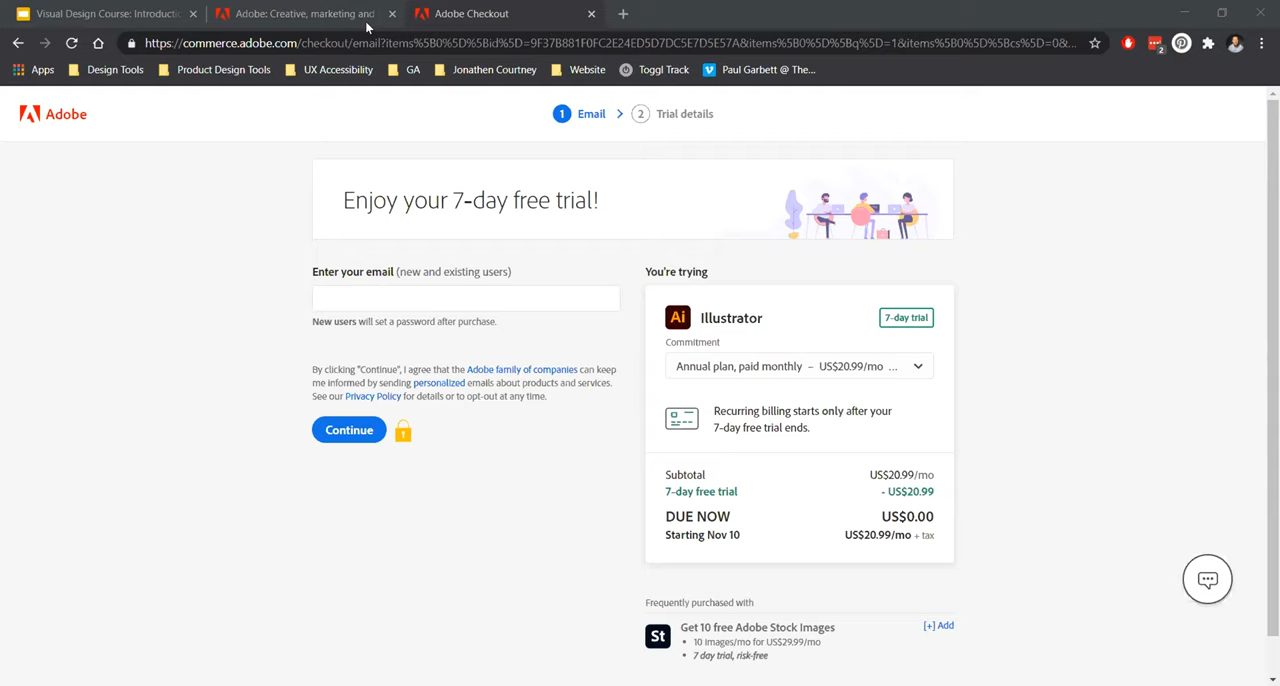 Visual Design Course: Introducti
Adobe: Creative, marketing and
Adobe Checkout
https://commerce.adobe.com/checkout/email?items%5B0%5D%5Bid%5D=9F37B881F0FC2E24ED5D7DC5E7D5E57A&items%5B0%5D%5Bq%5D=1&items%5B0%5D%5Bcs%5D=0&...
2
Apps
Design Tools
Product Design Tools
UX Accessibility
GA
Jonathen Courtney
Website
Toggl Track
Paul Garbett @ The...
Adobe
1 Email
2 Trial details
Enjoy your 7-day free trial!
Enter your email (new and existing users)
New users will set a password after purchase.
By clicking "Continue", i agree that the Adobe family of companies can keep
me informed by sending personalized emails about products and services.
See our Privacy Policy for details or to opt-out at any time.
Continue
You're trying
Ai Illustrator
7-day trial
Commitment
Annual plan, paid monthly – US$20.99/mo ...
Recurring billing starts only after your
7-day free trial ends.
Subtotal US$20.99/mo
7-day free trial - US$20.99
DUE NOW US$0.00
Starting Nov 10 US$20.99/mo + tax
Frequently purchased with
St
Get 10 free Adobe Stock Images
[+] Add
• 10 images/mo for US$29.99/mo
• 7 day trial, risk-free